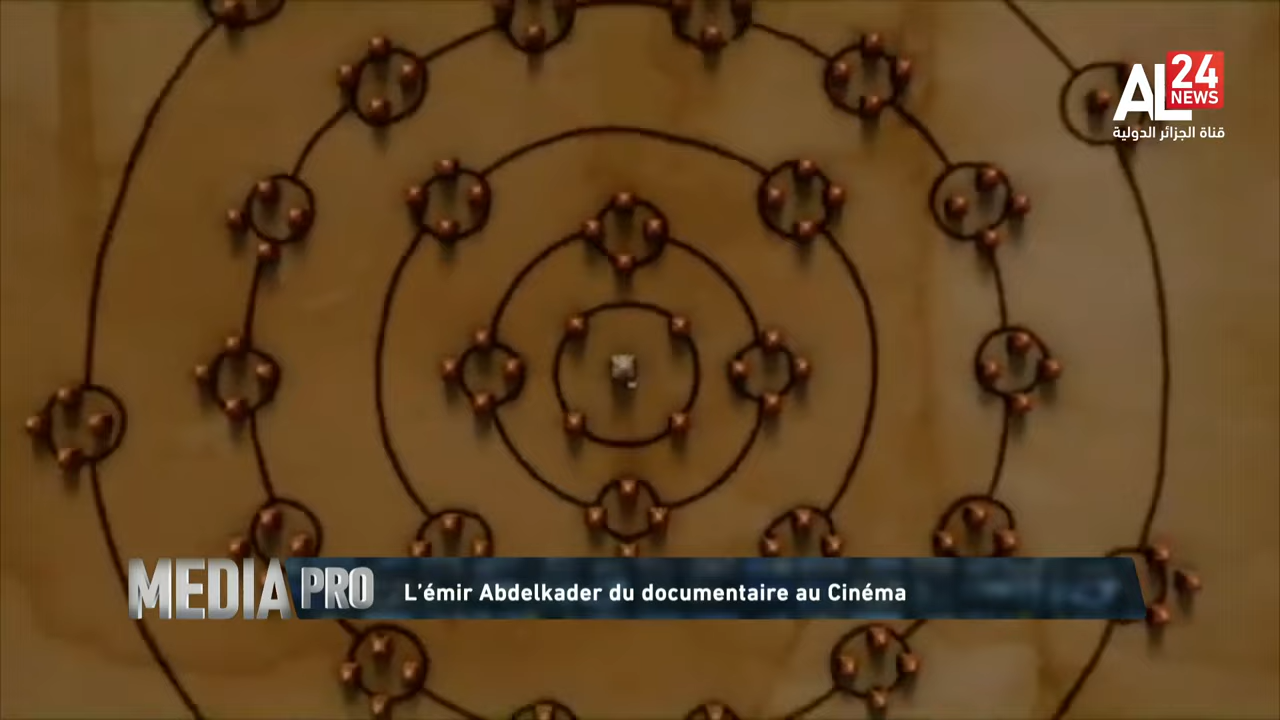 AL
24
NEWS
قناة الجزائر الدولية
MEDIA PRO
L'émir Abdelkader du documentaire au Cinéma